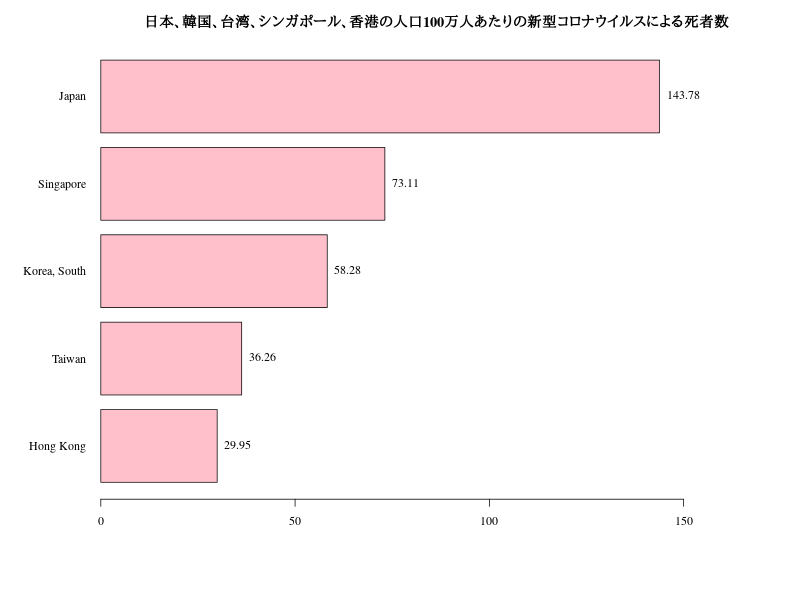 日本、韓国、台湾、シンガポール、香港の人口100万人あたりの新型コロナウイルスによる死者数
Japan
143.78
Singapore
73.11
Korea, South
58.28
Taiwan
36.26
Hong Kong
29.95
0 50 100 150